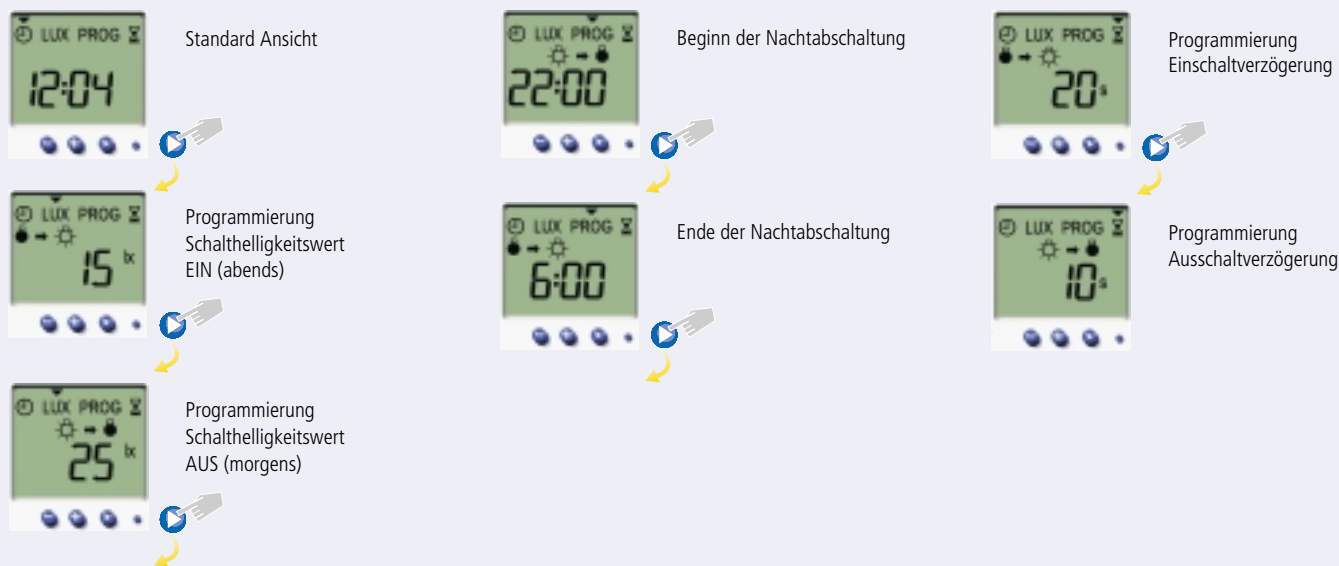 LUX PROG
12:04
Standard Ansicht
LUX PROG
15 lx
Programmierung
Schalthelligkeitswert
EIN (abends)
LUX PROG
25 lx
Programmierung
Schalthelligkeitswert
AUS (morgens)
LUX PROG
22:00
Beginn der Nachtabschaltung
LUX PROG
6:00
Ende der Nachtabschaltung
LUX PROG
20 s
Programmierung
Einschaltverzögerung
LUX PROG
10 s
Programmierung
Ausschaltverzögerung